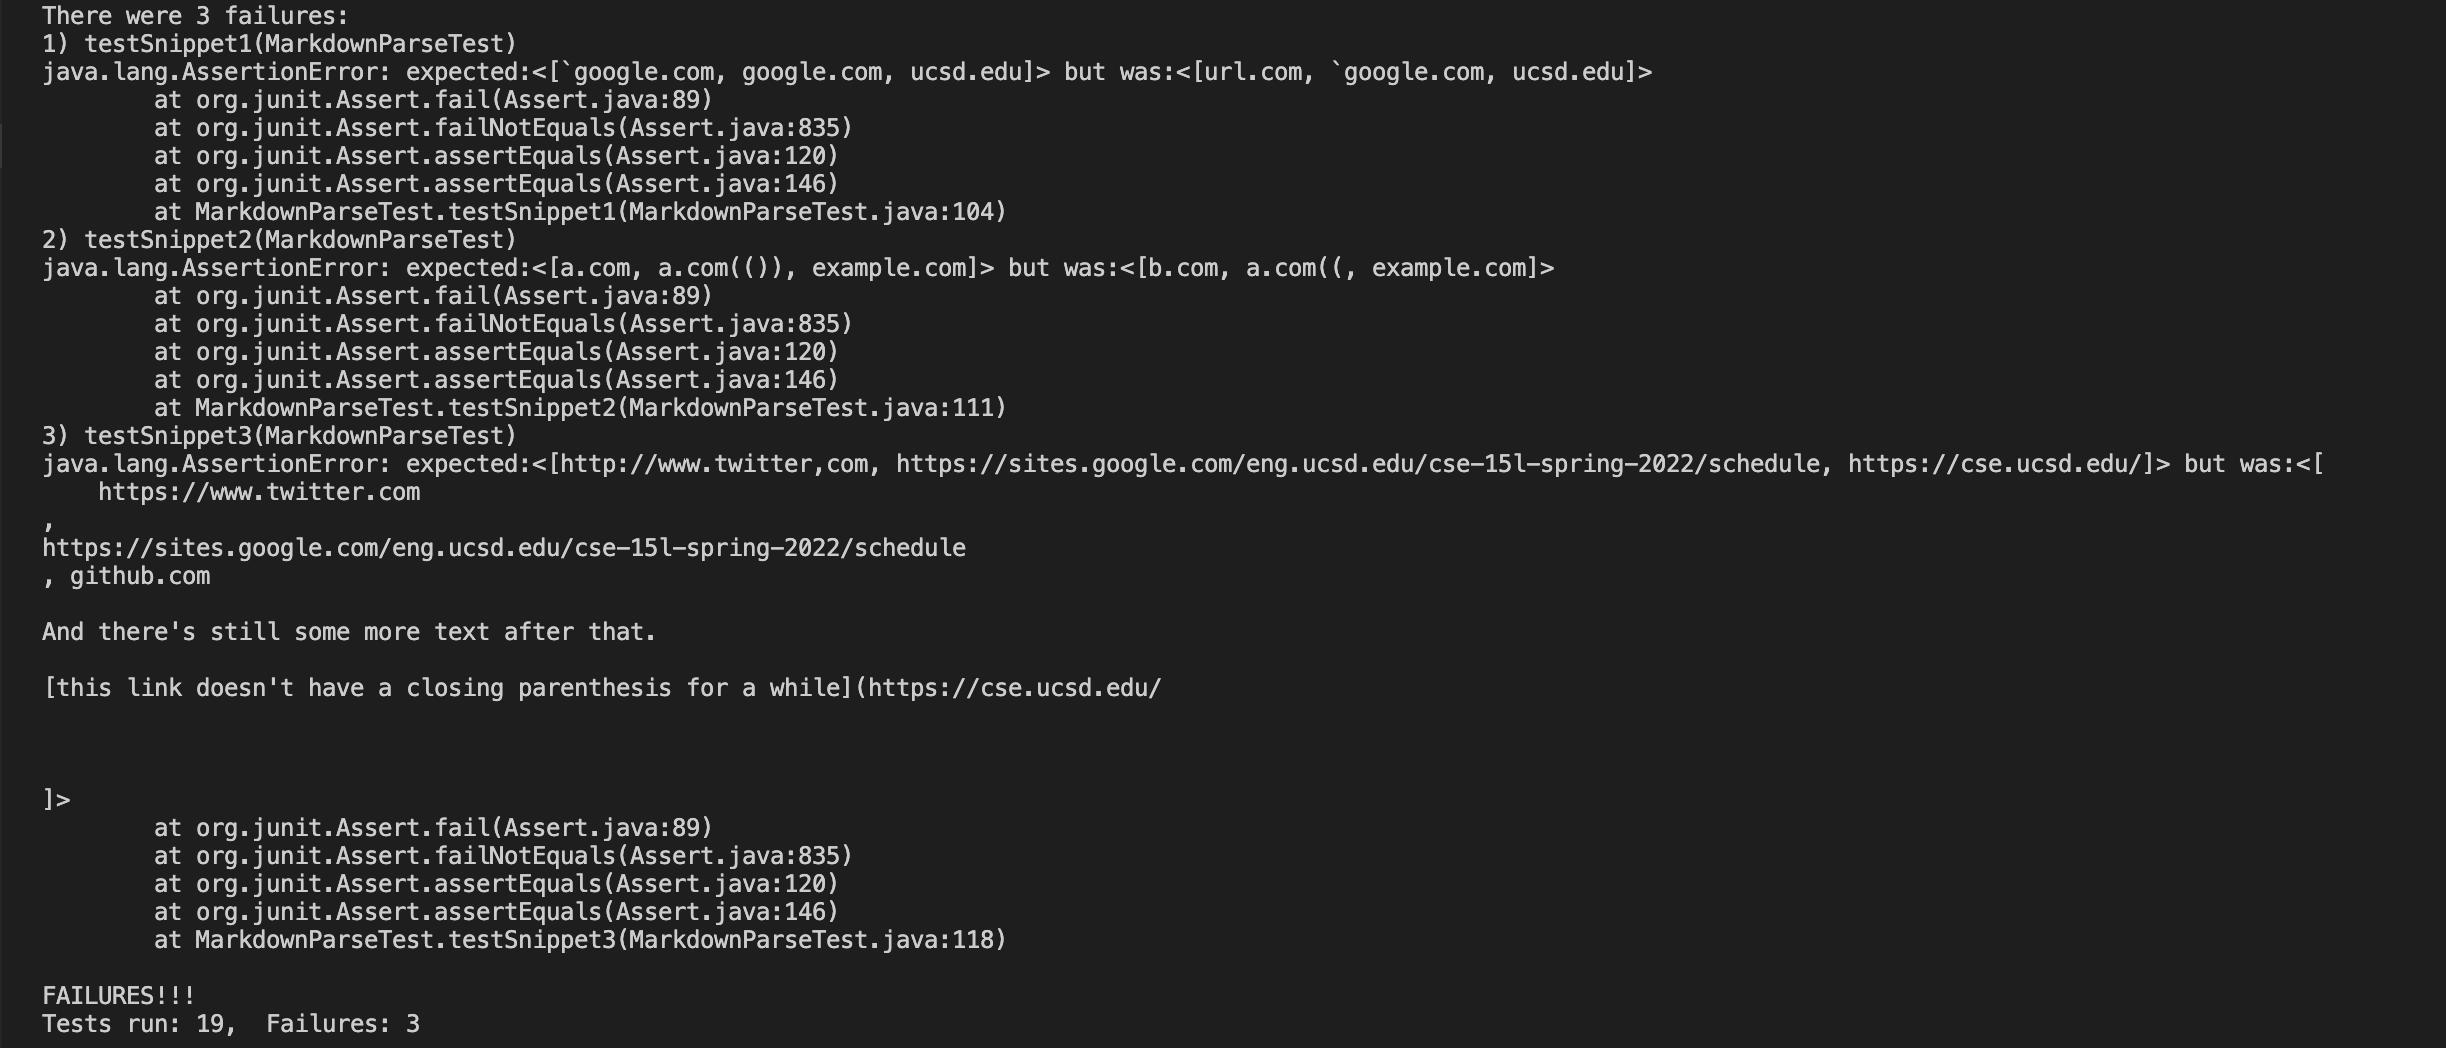 There were 3 failures:
1) testSnippet1(MarkdownParseTest)
java.lang.AssertionError: expected:<[`google.com, google.com, ucsd.edu]> but was:<[url.com, `google.com, ucsd.edu]>
        at org.junit.Assert.fail(Assert.java:89)
        at org.junit.Assert.failNotEquals(Assert.java:835)
        at org.junit.Assert.assertEquals(Assert.java:120)
        at org.junit.Assert.assertEquals(Assert.java:146)
        at MarkdownParseTest.testSnippet1(MarkdownParseTest.java:104)
2) testSnippet2(MarkdownParseTest)
java.lang.AssertionError: expected:<[a.com, a.com(()), example.com]> but was:<[b.com, a.com((, example.com]>
        at org.junit.Assert.fail(Assert.java:89)
        at org.junit.Assert.failNotEquals(Assert.java:835)
        at org.junit.Assert.assertEquals(Assert.java:120)
        at org.junit.Assert.assertEquals(Assert.java:146)
        at MarkdownParseTest.testSnippet2(MarkdownParseTest.java:111)
3) testSnippet3(MarkdownParseTest)
java.lang.AssertionError: expected:<[http://www.twitter,com, https://sites.google.com/eng.ucsd.edu/cse-15l-spring-2022/schedule, https://cse.ucsd.edu/]> but was:<[
    https://www.twitter.com
,
https://sites.google.com/eng.ucsd.edu/cse-15l-spring-2022/schedule
, github.com

And there's still some more text after that.

[this link doesn't have a closing parenthesis for a while](https://cse.ucsd.edu/



]>
        at org.junit.Assert.fail(Assert.java:89)
        at org.junit.Assert.failNotEquals(Assert.java:835)
        at org.junit.Assert.assertEquals(Assert.java:120)
        at org.junit.Assert.assertEquals(Assert.java:146)
        at MarkdownParseTest.testSnippet3(MarkdownParseTest.java:118)

FAILURES!!!
Tests run: 19,  Failures: 3